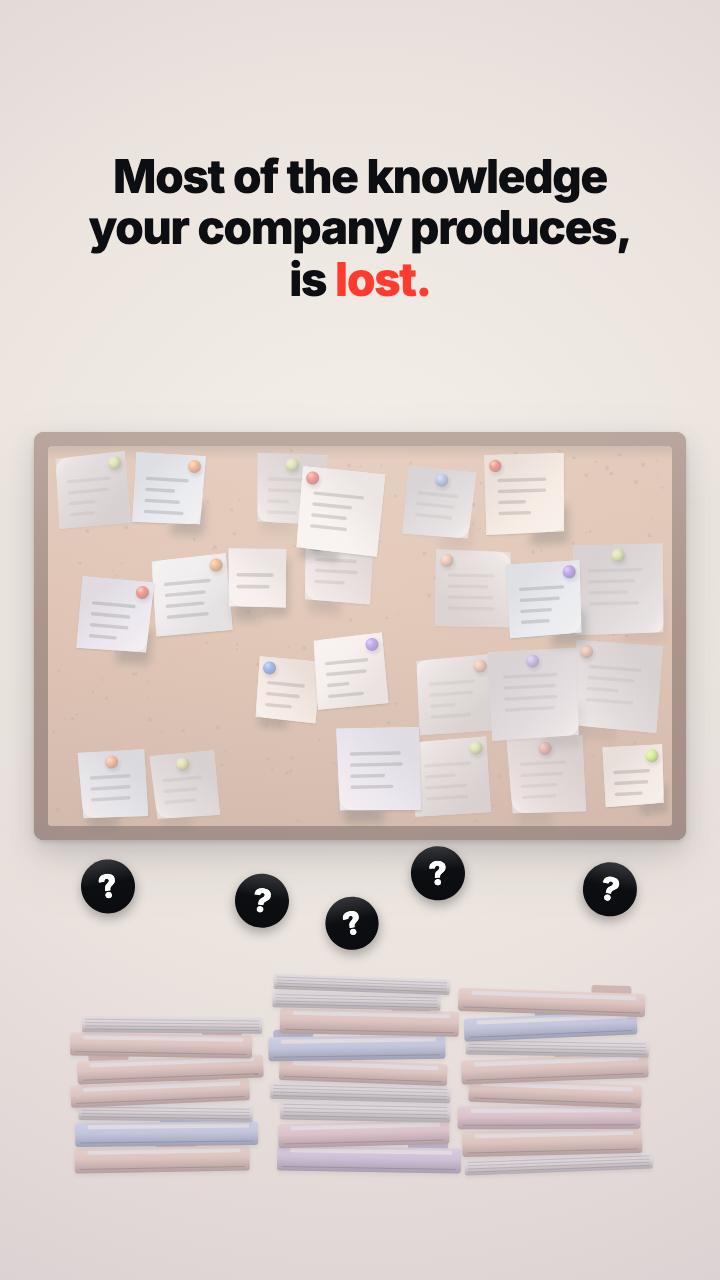 Most of the knowledge
your company produces,
is lost.
? ? ? ? ?